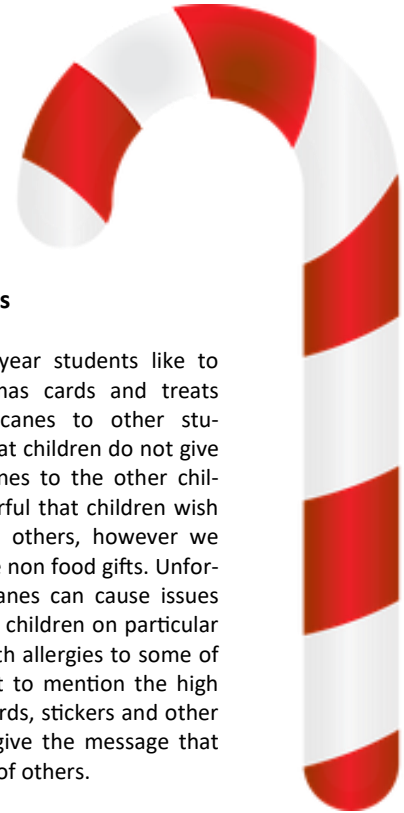 s
year students like to
mas cards and treats
canes to other stu-
at children do not give
nes to the other chil-
rful that children wish
others, however we
e non food gifts. Unfor-
anes can cause issues
children on particular
th allergies to some of
t to mention the high
rds, stickers and other
give the message that
of others.